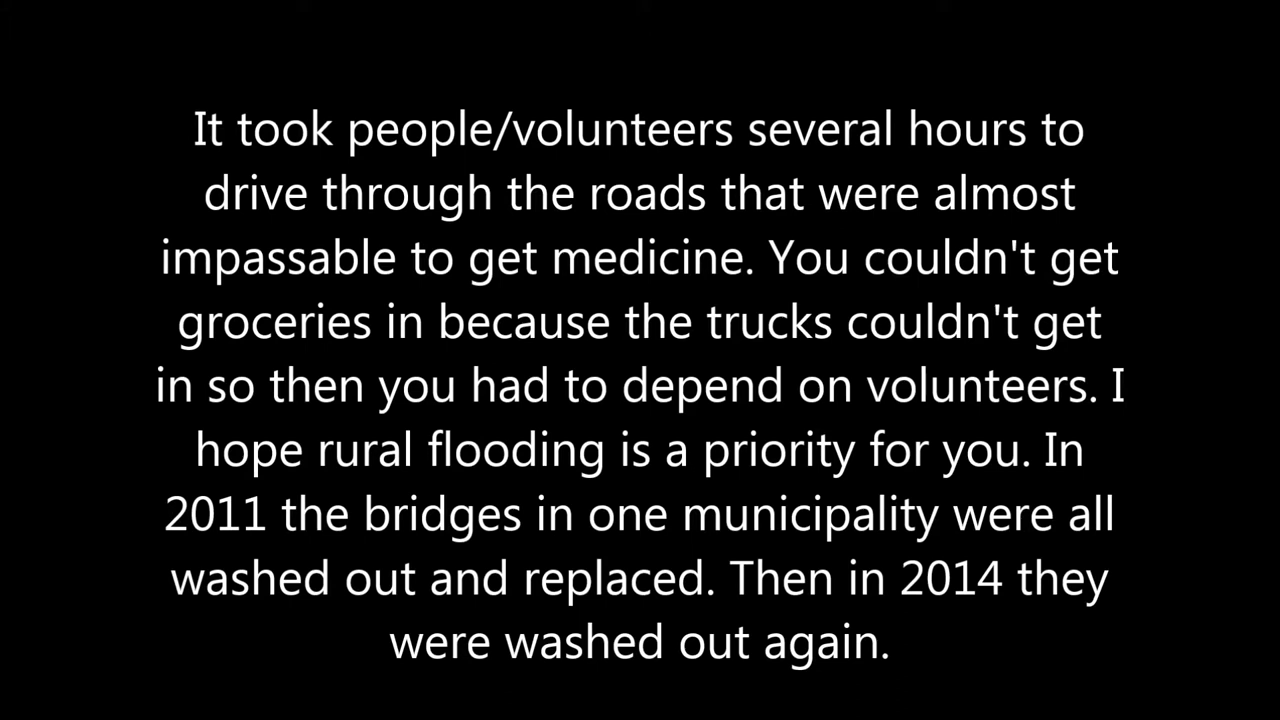 It took people/volunteers several hours to
drive through the roads that were almost
impassable to get medicine. You couldn't get
groceries in because the trucks couldn't get
in so then you had to depend on volunteers. I
hope rural flooding is a priority for you. In
2011 the bridges in one municipality were all
washed out and replaced. Then in 2014 they
were washed out again.